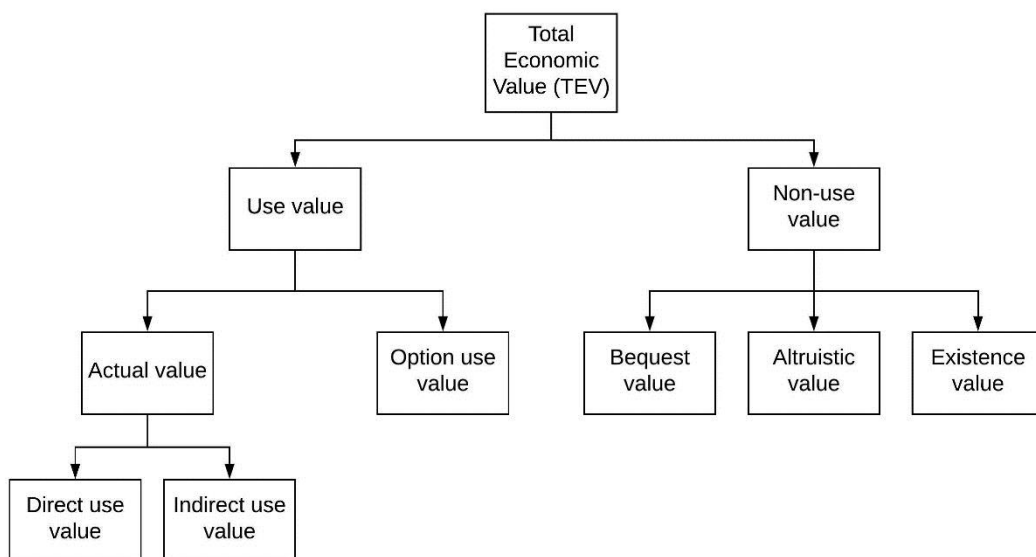 Total
Economic
Value (TEV)
Use value
Non-use
value
Actual value
Option use
value
Bequest
value
Altruistic
value
Existence
value
Direct use
value
Indirect use
value